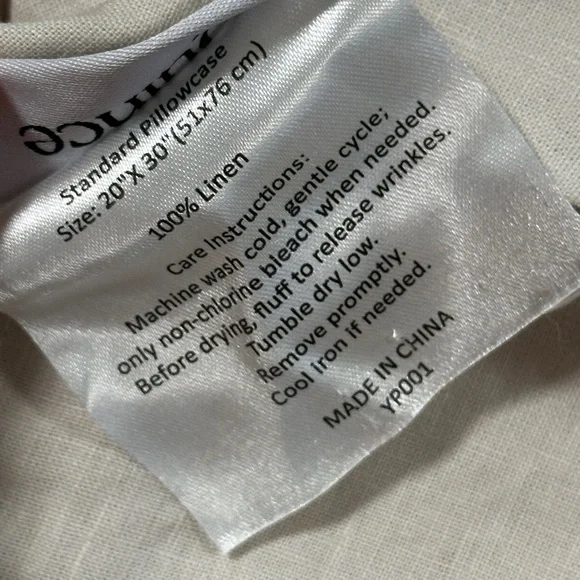 Standard Pillowcase
Size: 20"X 30"(51x76 cm)
100% Linen
Care Instructions:
Machine wash cold, gentle cycle;
only non-chlorine bleach when needed.
Before drying, fluff to release wrinkles.
Tumble dry low.
Remove promptly.
Cool Iron if needed.
MADE IN CHINA
YP001